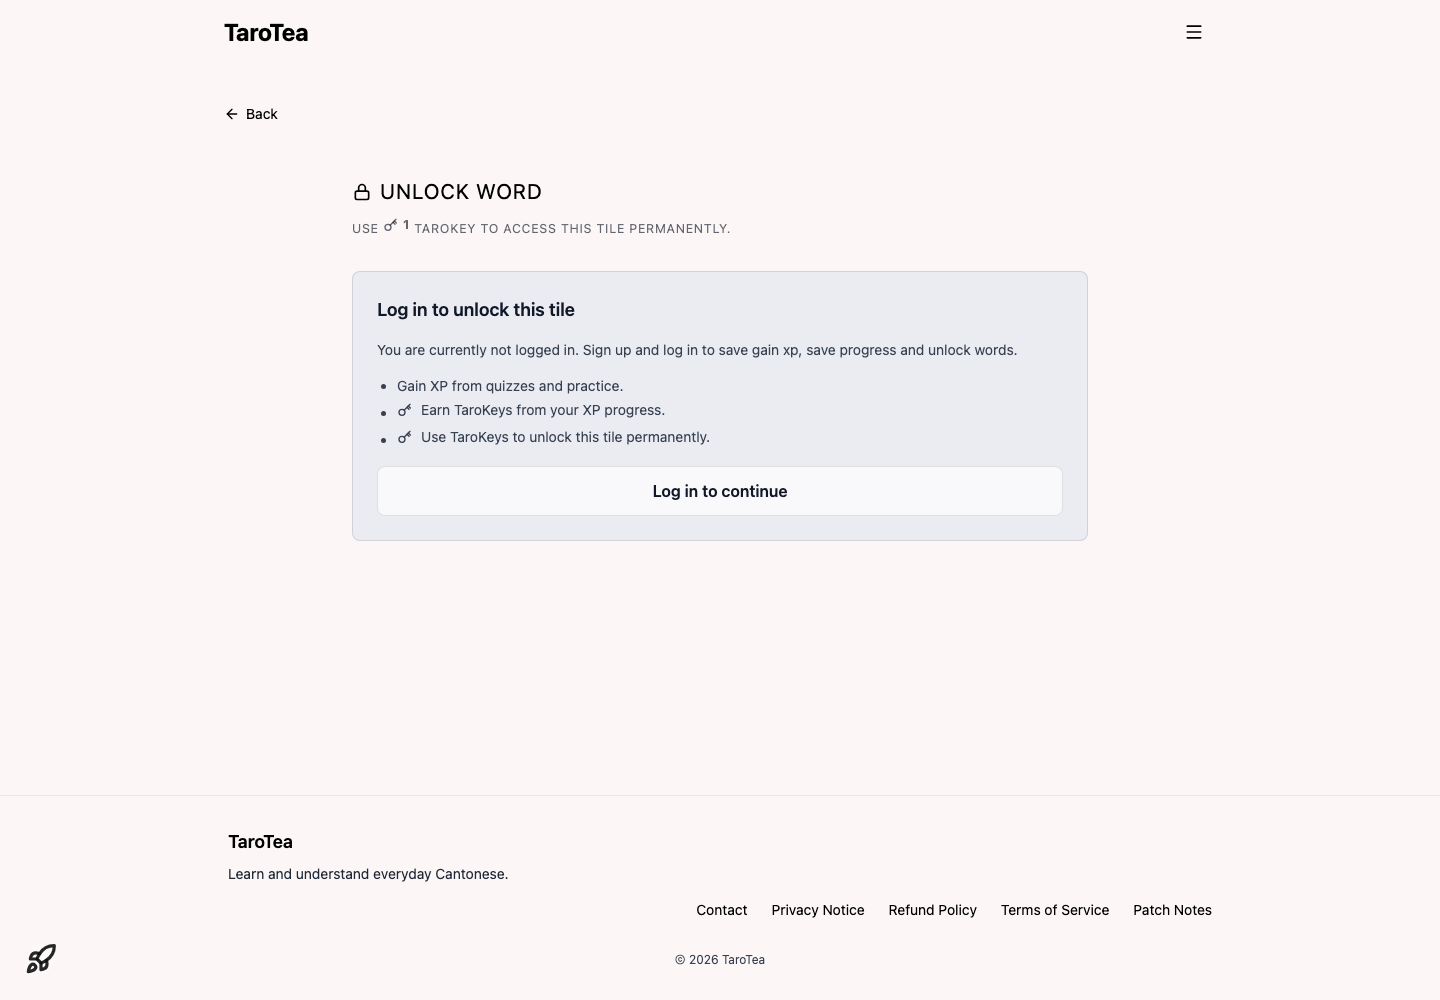 TaroTea
Back
UNLOCK WORD
USE 1 TAROKEY TO ACCESS THIS TILE PERMANENTLY.
Log in to unlock this tile
You are currently not logged in. Sign up and log in to save gain xp, save progress and unlock words.
Gain XP from quizzes and practice.
Earn TaroKeys from your XP progress.
Use TaroKeys to unlock this tile permanently.
Log in to continue
TaroTea
Learn and understand everyday Cantonese.
Contact Privacy Notice Refund Policy Terms of Service Patch Notes
© 2026 TaroTea